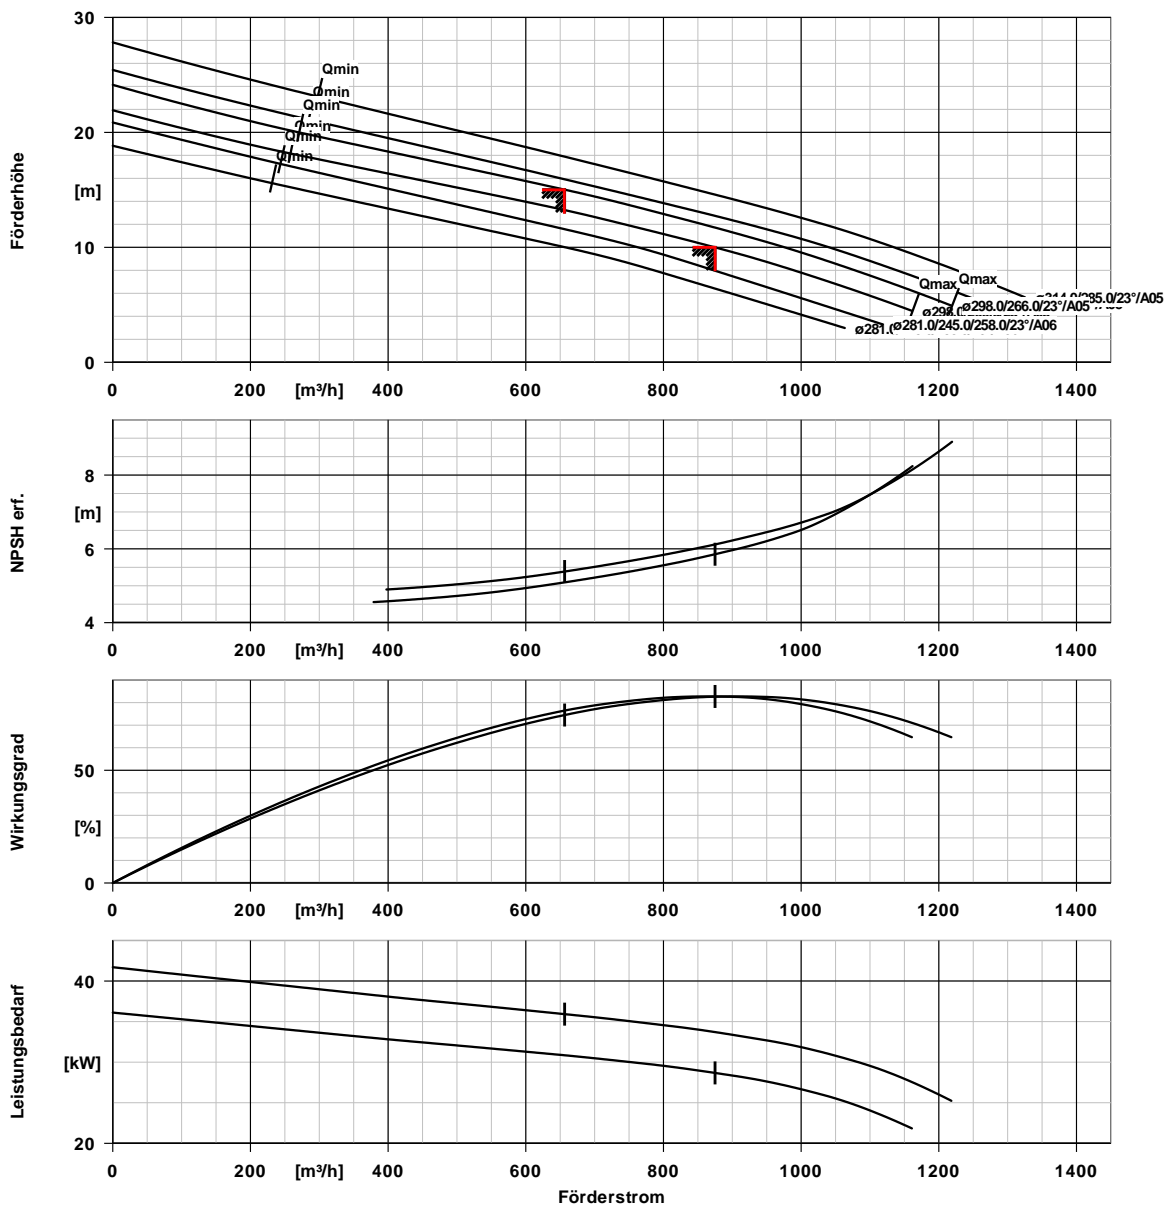 30
Qmin
Qmin
Qmin
Qmin
20
Qmin
Qmin
[m]
Förderhöhe
10
Qmax
Qmax
ø298.0/266.0/23°/A05
ø281.0/245.0/258.0/23°/A06
0
0 200 [m³/h] 400 600 800 1000 1200 1400
8
[m]
NPSH erf.
6
4
0 200 [m³/h] 400 600 800 1000 1200 1400
Wirkungsgrad
50
[%]
0
0 200 [m³/h] 400 600 800 1000 1200 1400
40
Leistungsbedarf
[kW]
20
0 200 [m³/h] 400 600 800 1000 1200 1400
Förderstrom